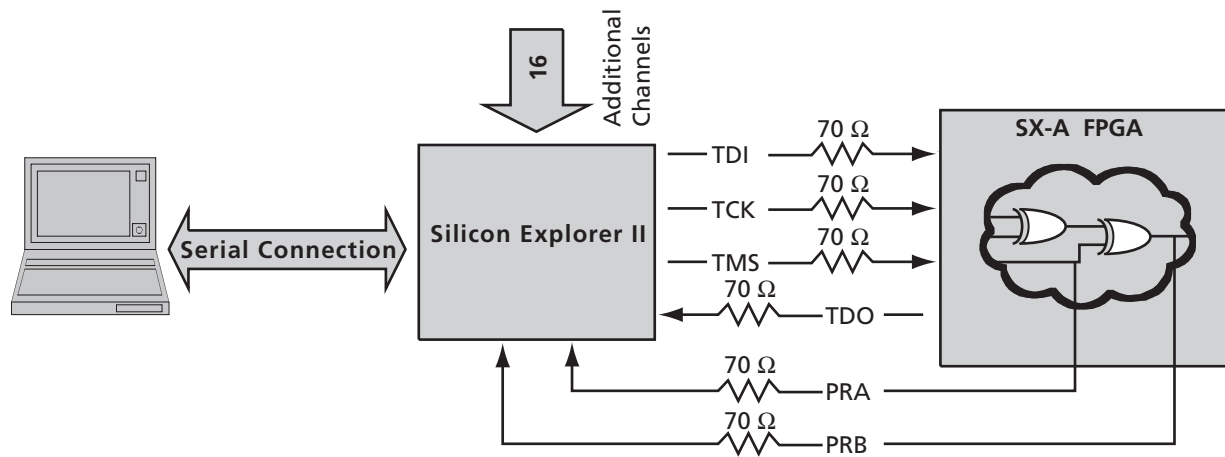 16
Additional
Channels
Serial Connection
Silicon Explorer II
70 Ω
TDI
70 Ω
TCK
70 Ω
TMS
70 Ω
TDO
70 Ω
PRA
70 Ω
PRB
SX-A FPGA